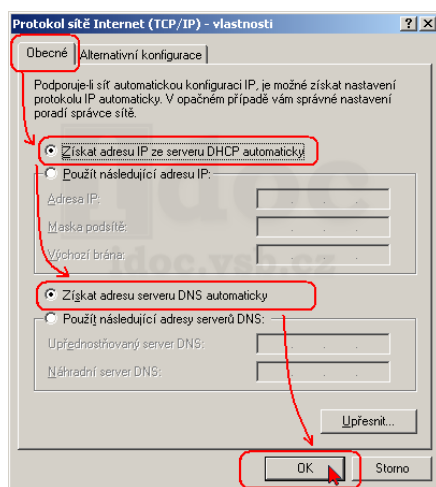 Protokol sítě Internet (TCP/IP) - vlastnosti
Obecné
Alternativní konfigurace
Podporuje-li síť automatickou konfiguraci IP, je možné získat nastavení
protokolu IP automaticky. V opačném případě vám správné nastavení
poradí správce sítě.
Získat adresu IP ze serveru DHCP automaticky
Použít následující adresu IP:
Adresa IP:
Maska podsítě:
Výchozí brána:
idoc
idoc.vsb.cz
Získat adresu serveru DNS automaticky
Použít následující adresy serverů DNS:
Upřednostňovaný server DNS:
Náhradní server DNS:
Upřesnit...
OK
Storno